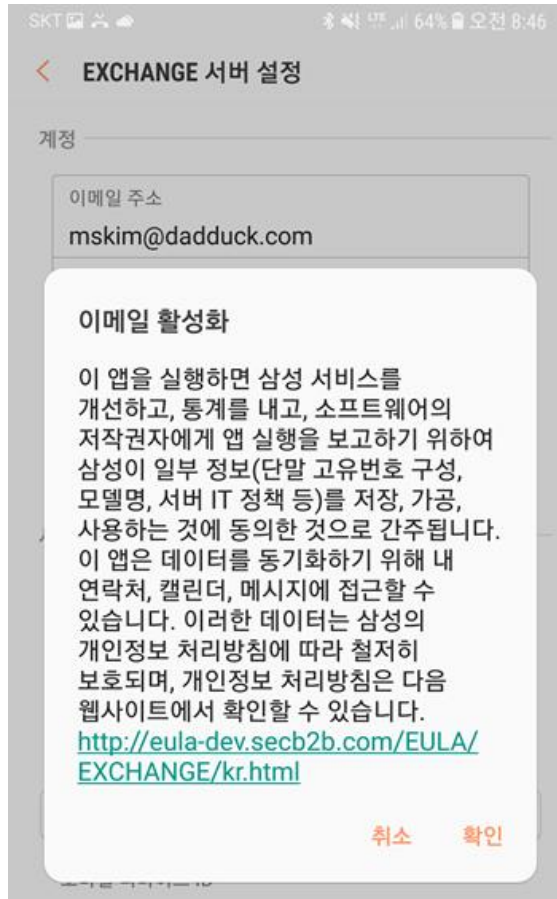 SKT
LTE 64% 오전 8:46
EXCHANGE 서버 설정
계정
이메일 주소
mskim@dadduck.com
이메일 활성화
이 앱을 실행하면 삼성 서비스를
개선하고, 통계를 내고, 소프트웨어의
저작권자에게 앱 실행을 보고하기 위하여
삼성이 일부 정보(단말 고유번호 구성,
모델명, 서버 IT 정책 등)를 저장, 가공,
사용하는 것에 동의한 것으로 간주됩니다.
이 앱은 데이터를 동기화하기 위해 내
연락처, 캘린더, 메시지에 접근할 수
있습니다. 이러한 데이터는 삼성의
개인정보 처리방침에 따라 철저히
보호되며, 개인정보 처리방침은 다음
웹사이트에서 확인할 수 있습니다.
http://eula-dev.secb2b.com/EULA/
EXCHANGE/kr.html
취소 확인